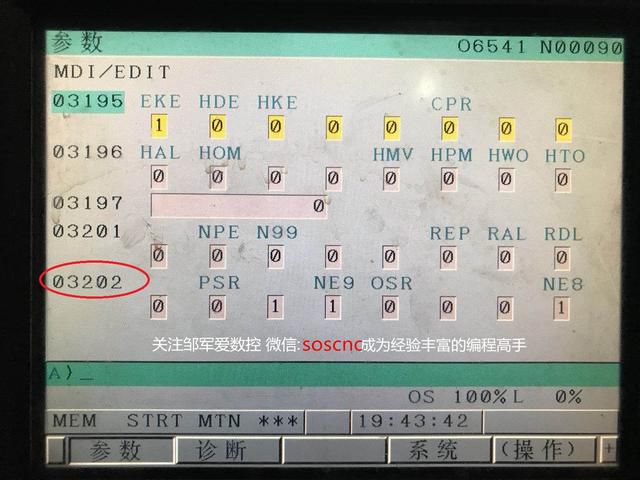 参数 O6541 N00090
MDI/EDIT
03195 EKE HDE HKE CPR
1 0 0 0 0 0 0 0
03196 HAL HOM HMV HPM HWO HTO
0 0 0 0 0 0 0 0
03197 0
03201 NPE N99 REP RAL RDL
0 0 0 0 0 0 0 0
03202 PSR NE9 OSR NE8
0 0 1 1 0 0 0 1
关注邹军爱数控 微信:soscnc成为经验丰富的编程高手
A)_
OS 100% L 0%
MEM STRT MTN *** 19:43:42
参数 诊断 系统 (操作) +